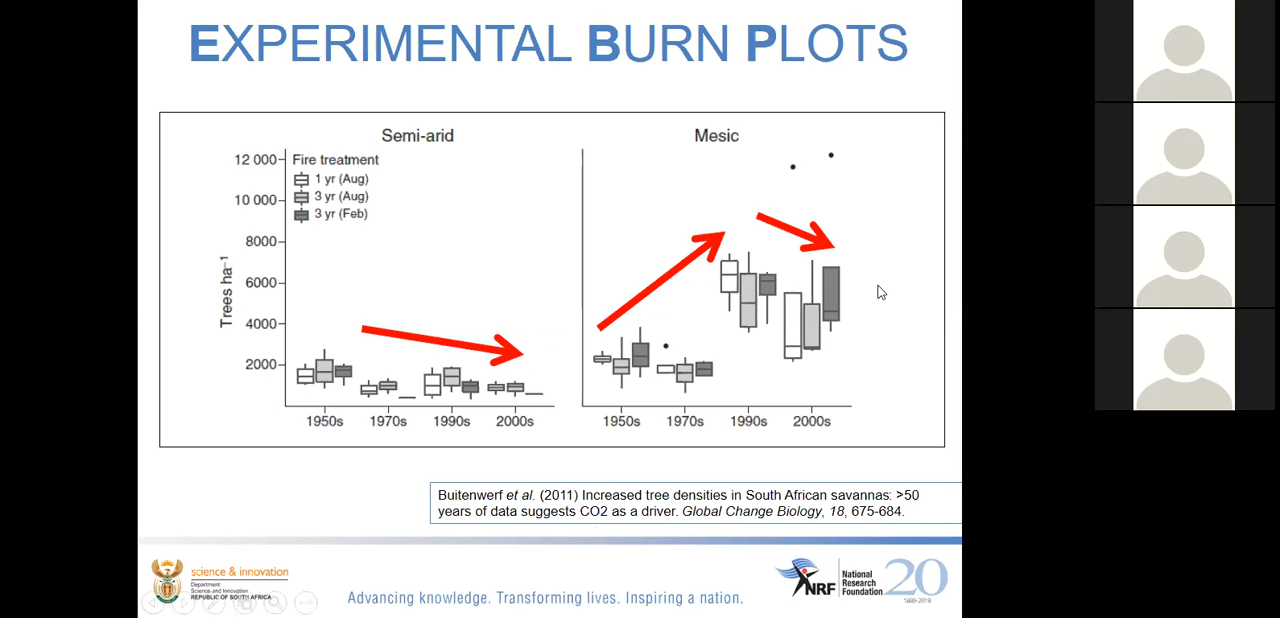 EXPERIMENTAL BURN PLOTS
Semi-arid
Mesic
Fire treatment
1 yr (Aug)
3 yr (Aug)
3 yr (Feb)
Trees ha⁻¹
12 000
10 000
8000
6000
4000
2000
1950s 1970s 1990s 2000s
1950s 1970s 1990s 2000s
Buitenwerf et al. (2011) Increased tree densities in South African savannas: >50
years of data suggests CO2 as a driver. Global Change Biology, 18, 675-684.
science & innovation
Department:
Science and Innovation
REPUBLIC OF SOUTH AFRICA
Advancing knowledge. Transforming lives. Inspiring a nation.
NRF
National
Research
Foundation
20
1999-2019